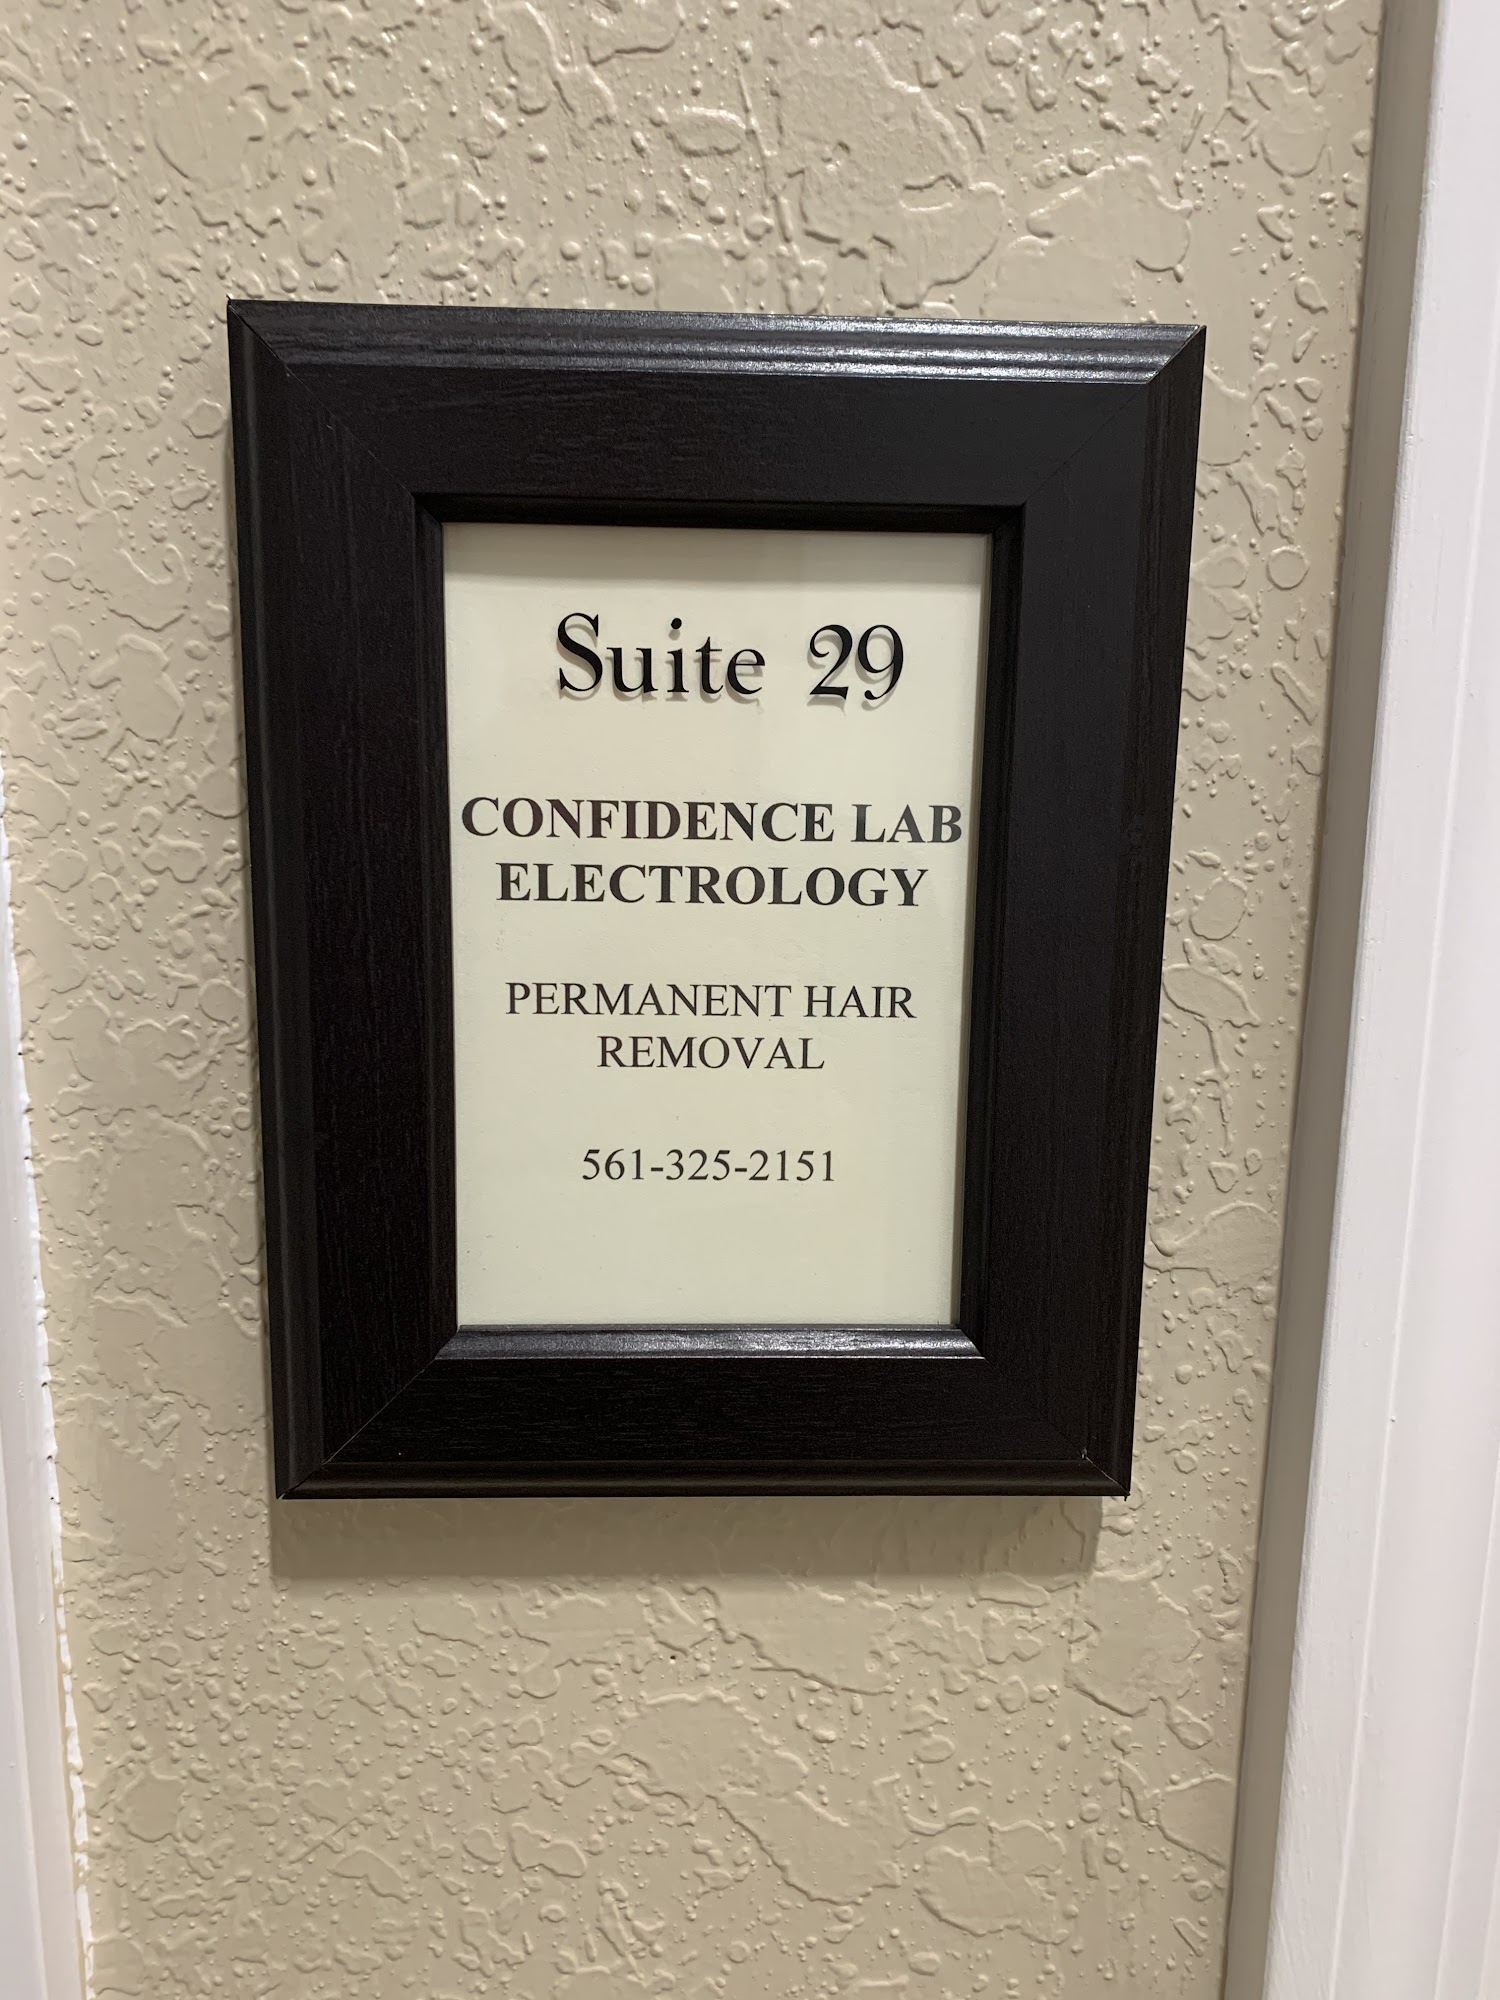 Suite 29
CONFIDENCE LAB
ELECTROLOGY
PERMANENT HAIR
REMOVAL
561-325-2151